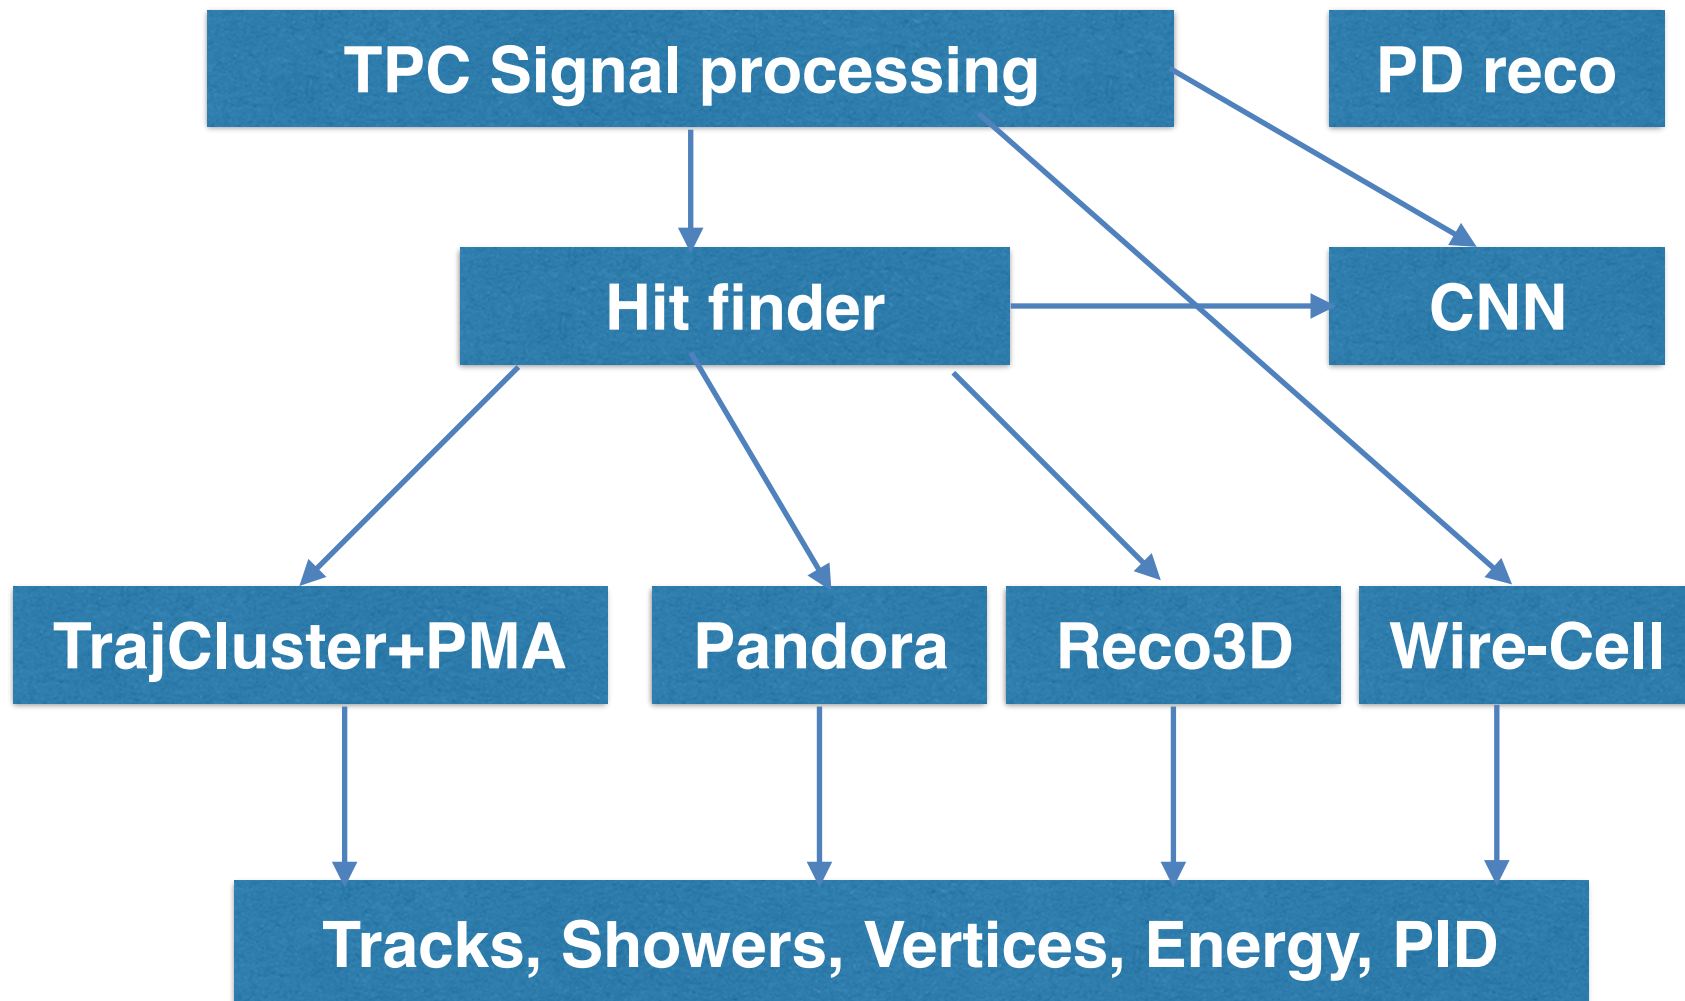 TPC Signal processing
PD reco
Hit finder
CNN
TrajCluster+PMA
Pandora
Reco3D
Wire-Cell
Tracks, Showers, Vertices, Energy, PID